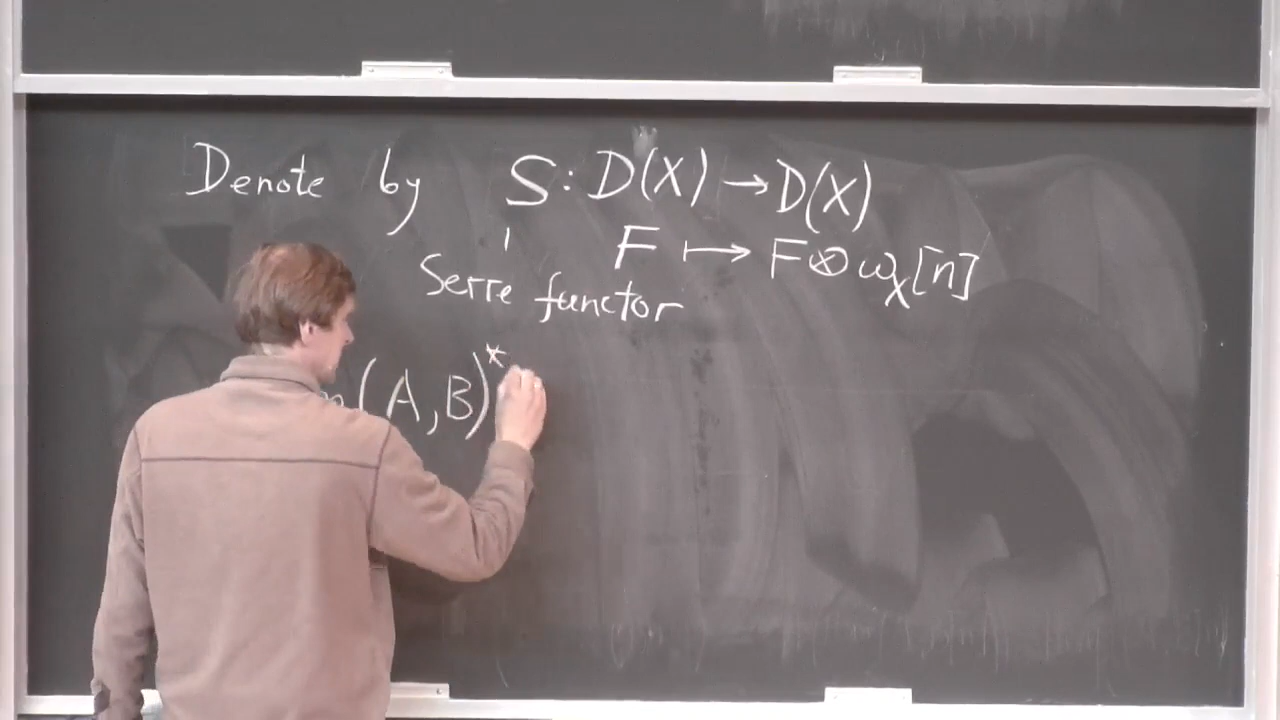 Denote by S : D(X) → D(X)
F ↦ F ⊗ ω_X[n]
Serre functor
(A, B)*